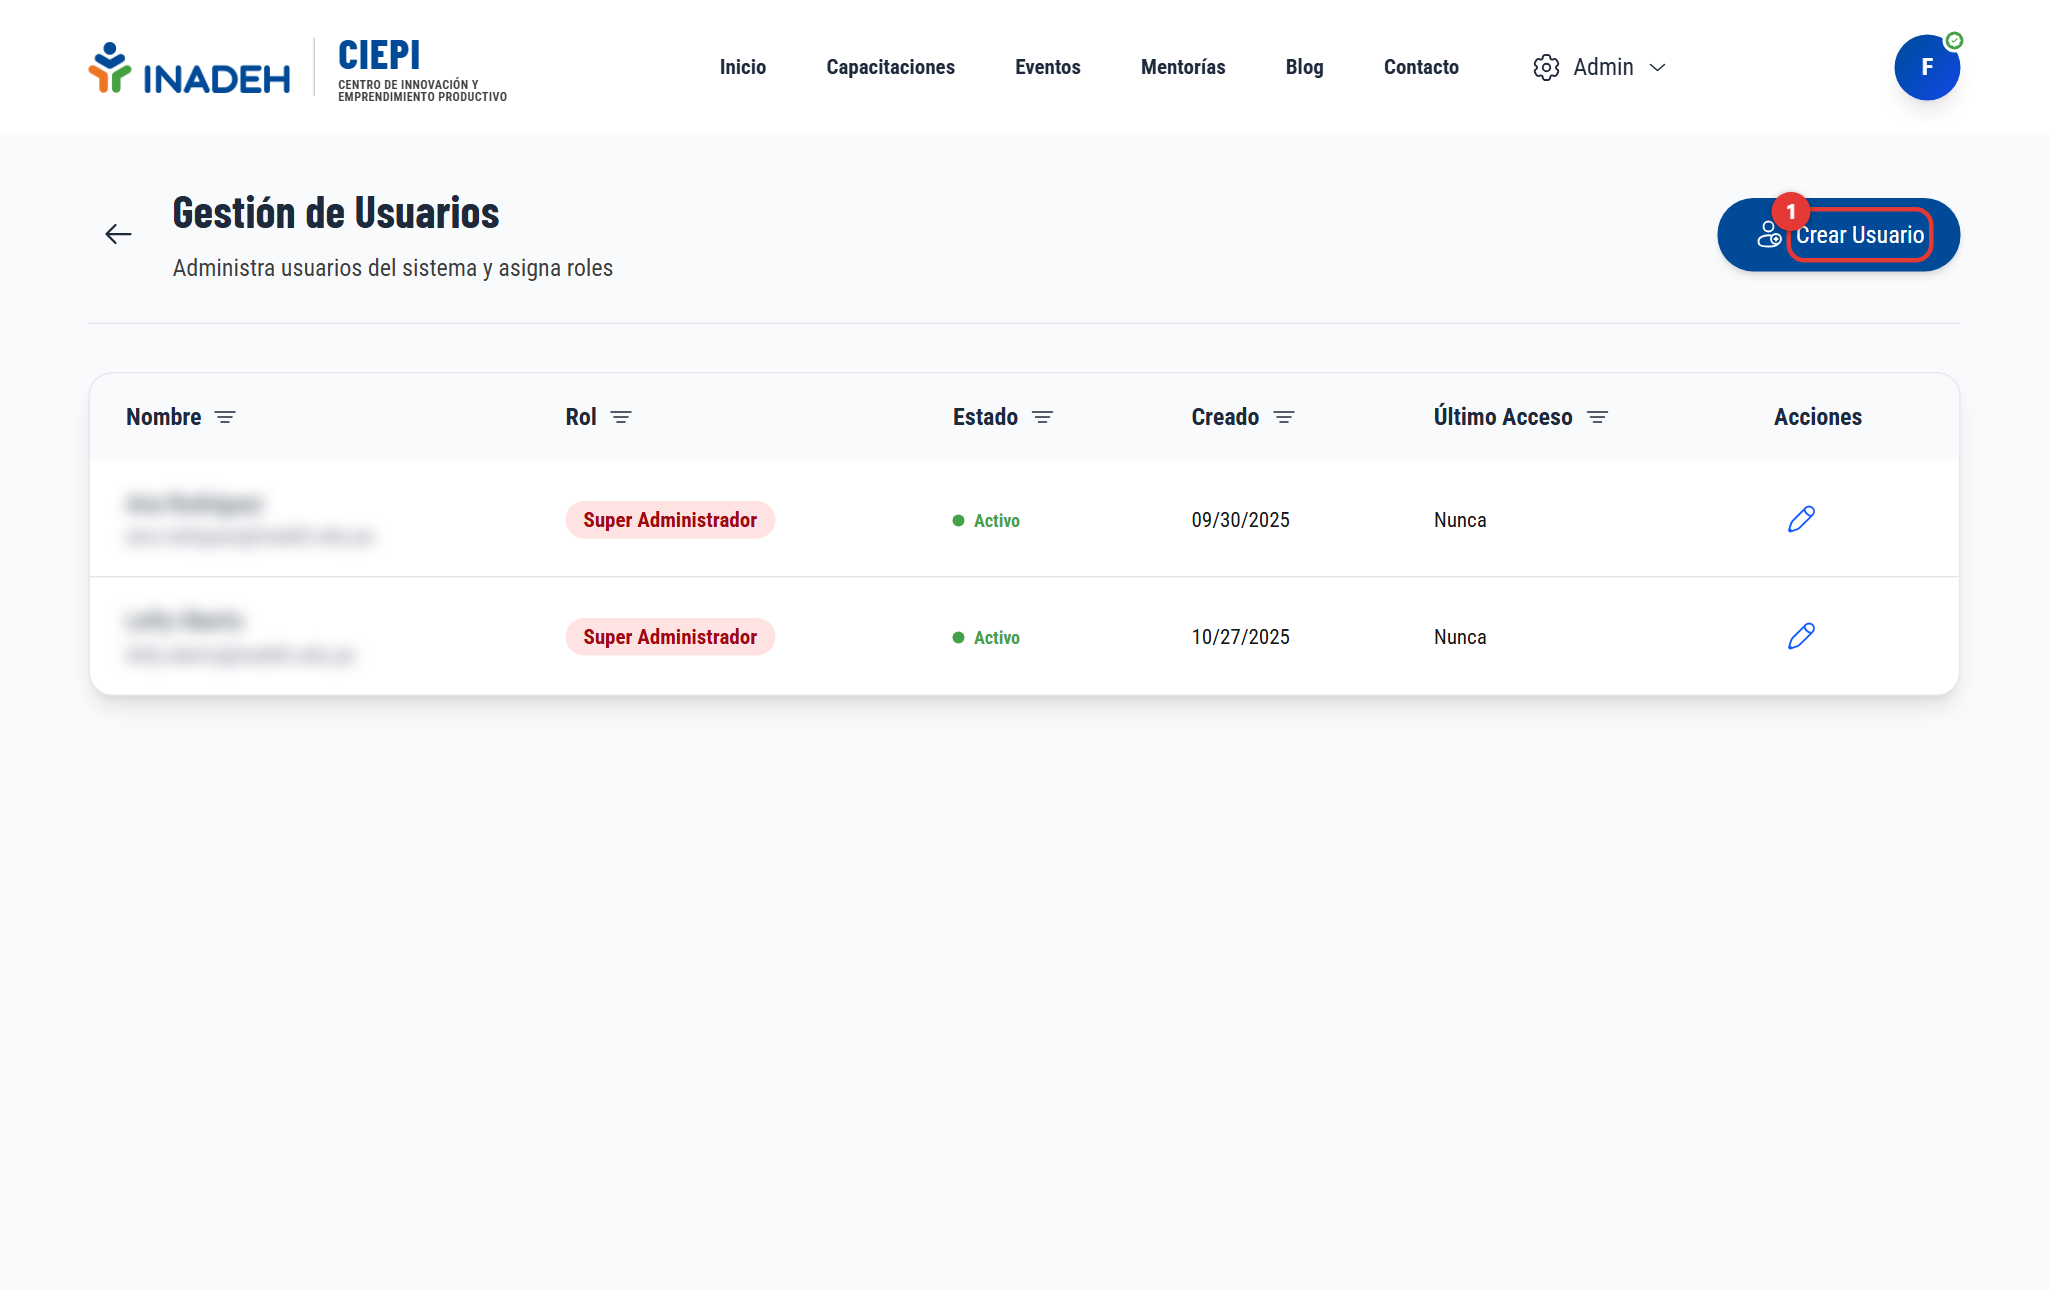 INADEH
CIEPI
CENTRO DE INNOVACIÓN Y
EMPRENDIMIENTO PRODUCTIVO
Inicio
Capacitaciones
Eventos
Mentorías
Blog
Contacto
Admin
F
Gestión de Usuarios
Administra usuarios del sistema y asigna roles
1
Crear Usuario
Nombre
Rol
Estado
Creado
Último Acceso
Acciones
Super Administrador
Activo
09/30/2025
Nunca
Super Administrador
Activo
10/27/2025
Nunca